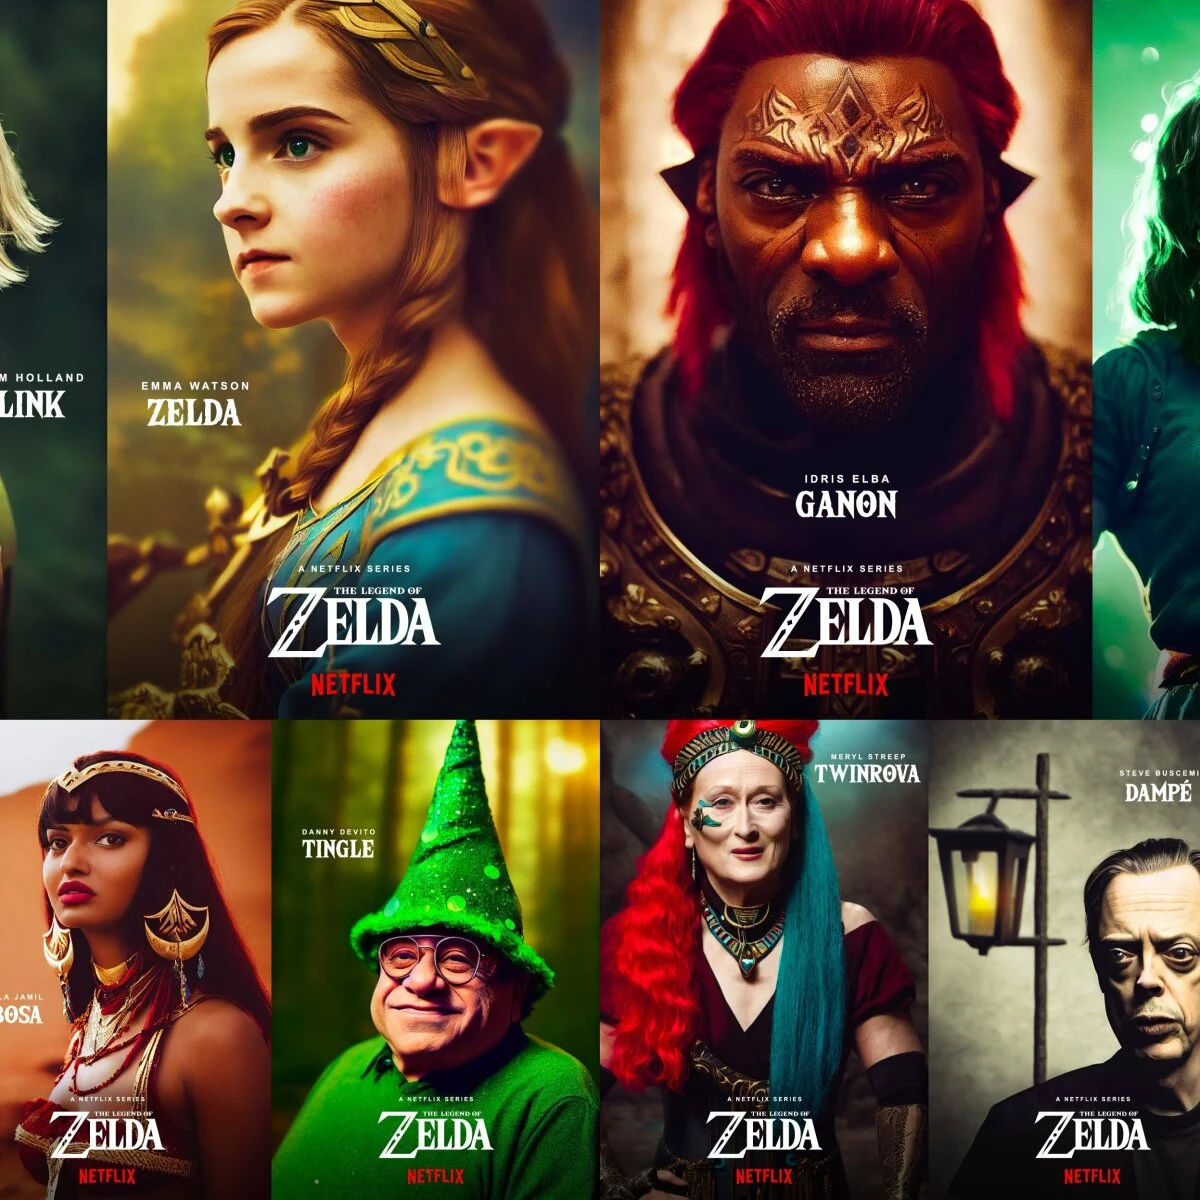 M HOLLAND
LINK
EMMA WATSON
ZELDA
A NETFLIX SERIES
THE LEGEND OF
ZELDA
NETFLIX
IDRIS ELBA
GANON
A NETFLIX SERIES
THE LEGEND OF
ZELDA
NETFLIX
LA JAMIL
BOSA
A NETFLIX SERIES
THE LEGEND OF
ZELDA
NETFLIX
DANNY DEVITO
TINGLE
A NETFLIX SERIES
THE LEGEND OF
ZELDA
NETFLIX
MERYL STREEP
TWINROVA
A NETFLIX SERIES
THE LEGEND OF
ZELDA
NETFLIX
STEVE BUSCEMI
DAMPÉ
A NETFLIX SERIES
THE LEGEND OF
ZELDA
NETFLIX